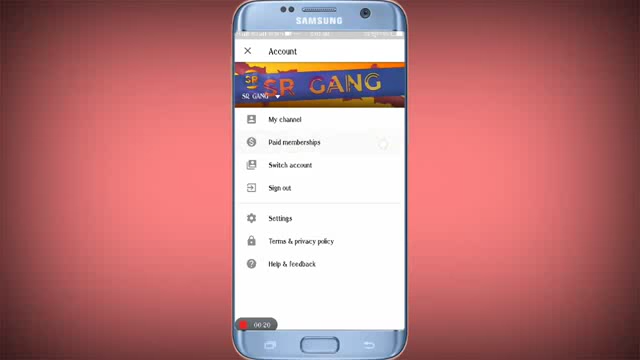 SAMSUNG
Account
SR
SR GANG
SR GANG
My channel
Paid memberships
Switch account
Sign out
Settings
Terms & privacy policy
Help & feedback
00:20